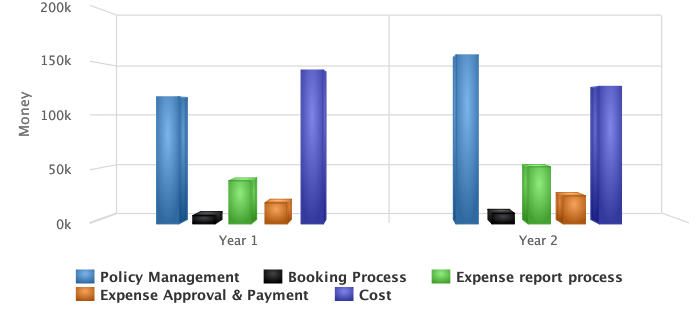 200k
150k
100k
50k
0k
Money
Year 1
Year 2
Policy Management
Booking Process
Expense report process
Expense Approval & Payment
Cost